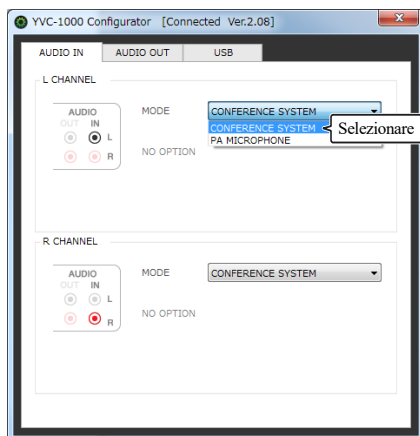 YVC-1000 Configurator [Connected Ver.2.08]
AUDIO IN AUDIO OUT USB
L CHANNEL
AUDIO
OUT IN
L
R
MODE
CONFERENCE SYSTEM
CONFERENCE SYSTEM
PA MICROPHONE
Selezionare
NO OPTION
R CHANNEL
AUDIO
OUT IN
L
R
MODE
CONFERENCE SYSTEM
NO OPTION